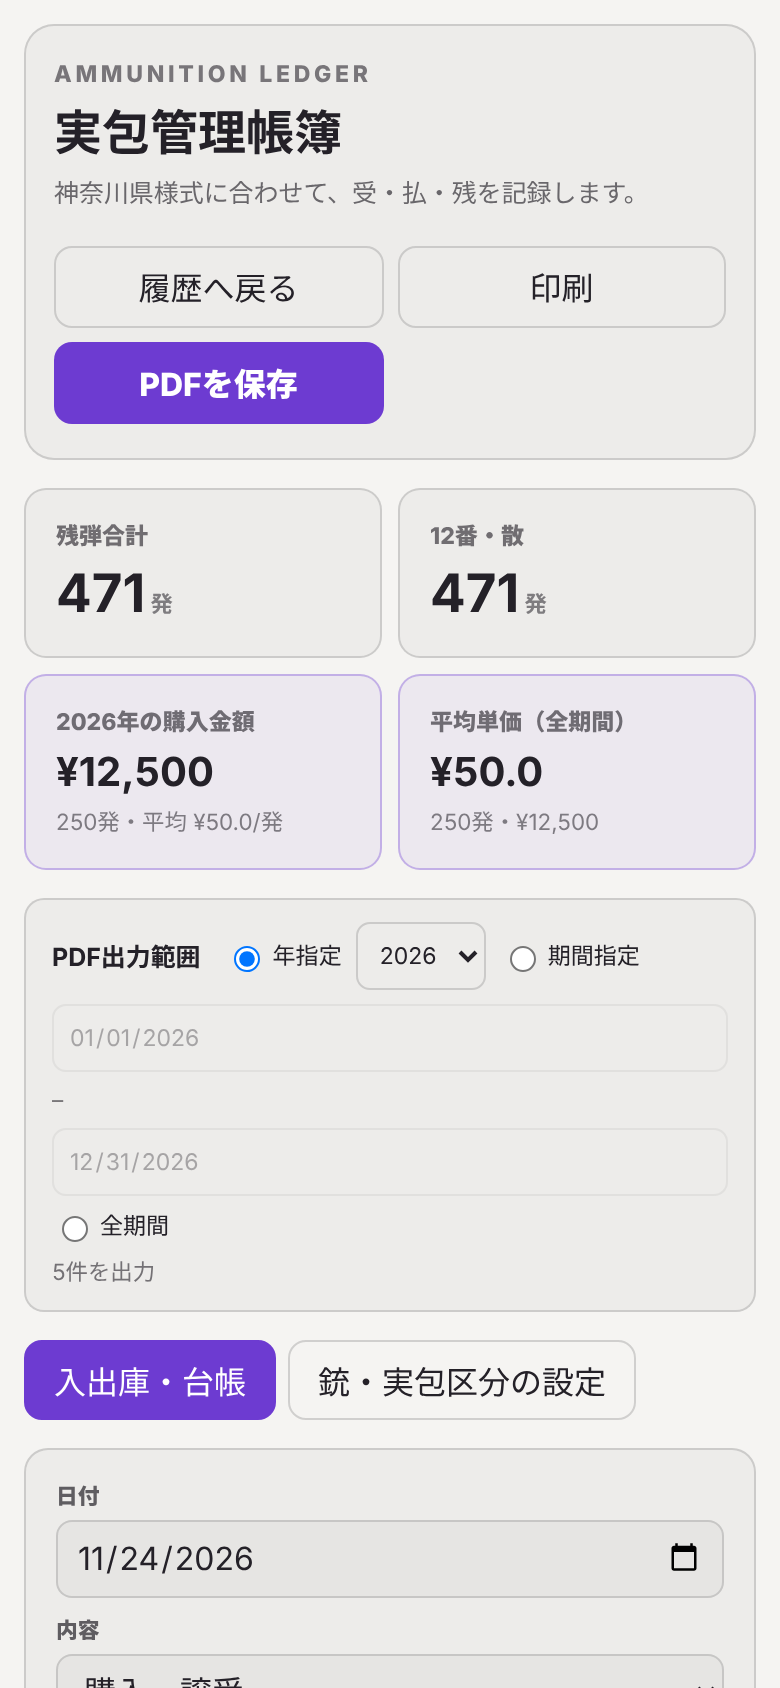 AMMUNITION LEDGER
実包管理帳簿
神奈川県様式に合わせて、受・払・残を記録します。
履歴へ戻る
印刷
PDFを保存
残弾合計
471 発
12番・散
471 発
2026年の購入金額
¥12,500
250発・平均 ¥50.0/発
平均単価（全期間）
¥50.0
250発・¥12,500
PDF出力範囲 年指定 2026 期間指定
01/01/2026
–
12/31/2026
全期間
5件を出力
入出庫・台帳
銃・実包区分の設定
日付
11/24/2026
内容